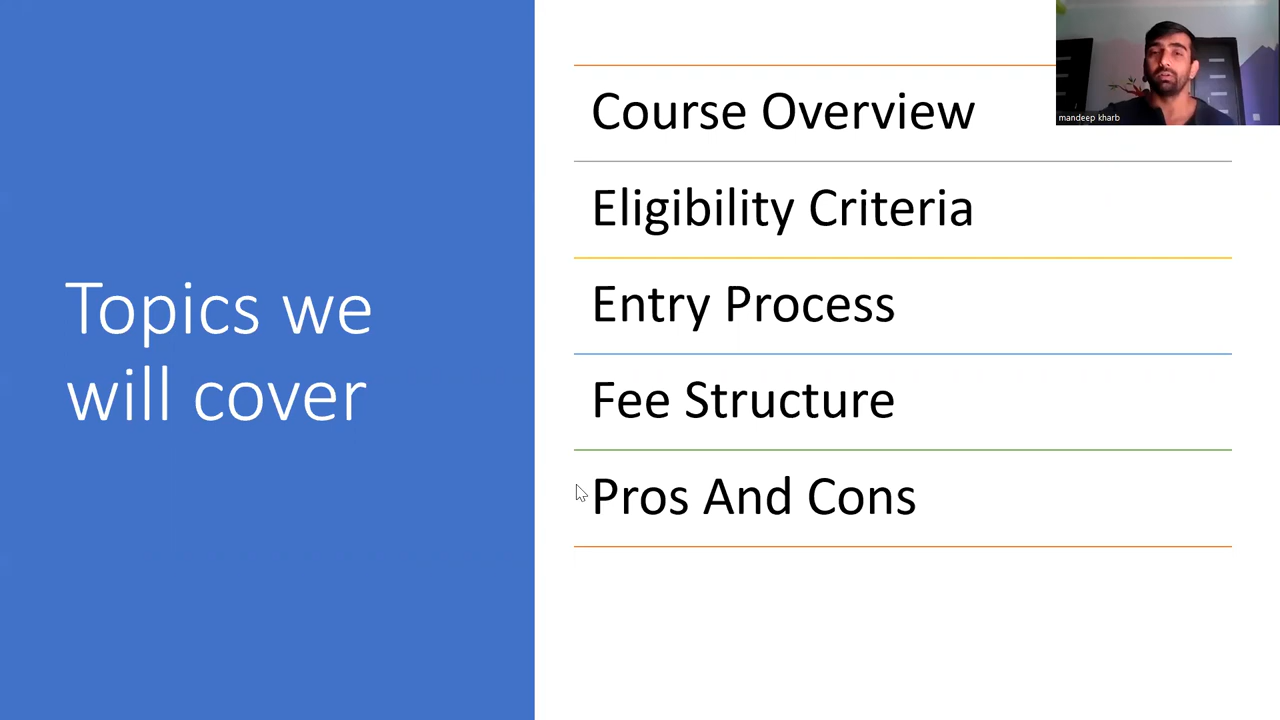 Topics we
will cover
Course Overview
Eligibility Criteria
Entry Process
Fee Structure
Pros And Cons
mandeep kharb